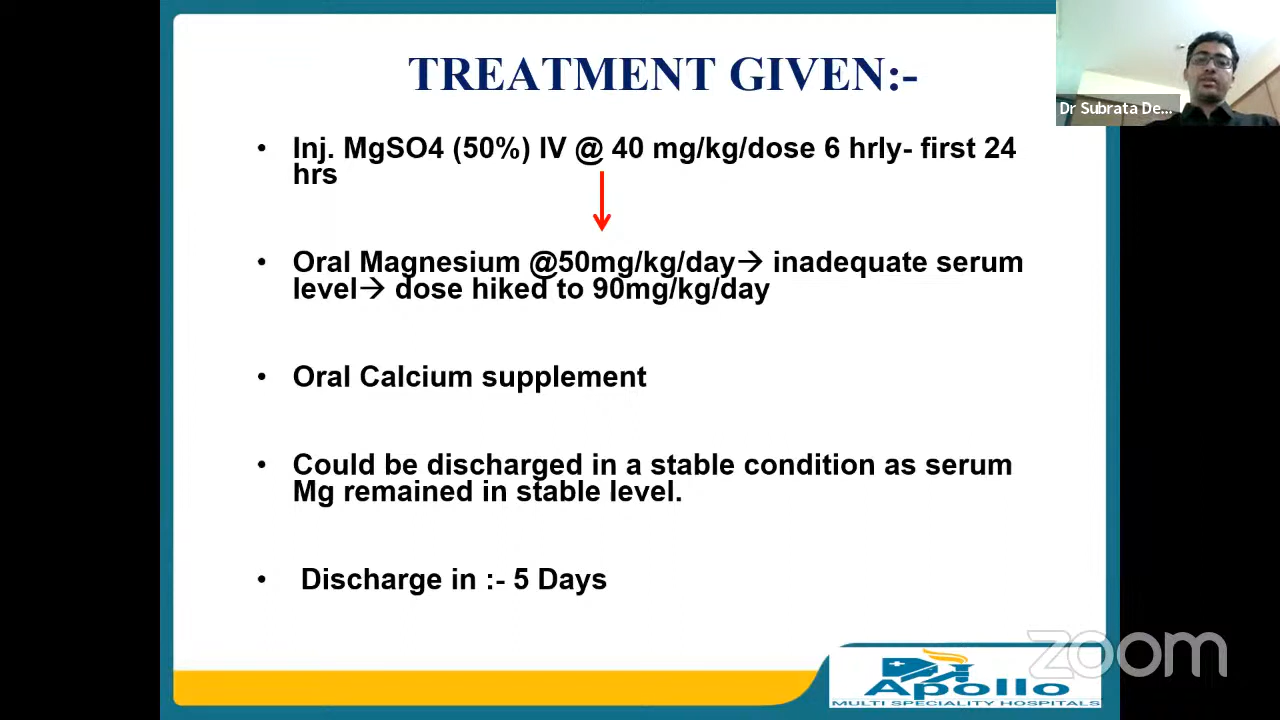 TREATMENT GIVEN:-
Dr Subrata De...
• Inj. MgSO4 (50%) IV @ 40 mg/kg/dose 6 hrly- first 24
hrs
• Oral Magnesium @50mg/kg/day→ inadequate serum
level→ dose hiked to 90mg/kg/day
• Oral Calcium supplement
• Could be discharged in a stable condition as serum
Mg remained in stable level.
• Discharge in :- 5 Days
zoom
Apollo
MULTI SPECIALITY HOSPITALS